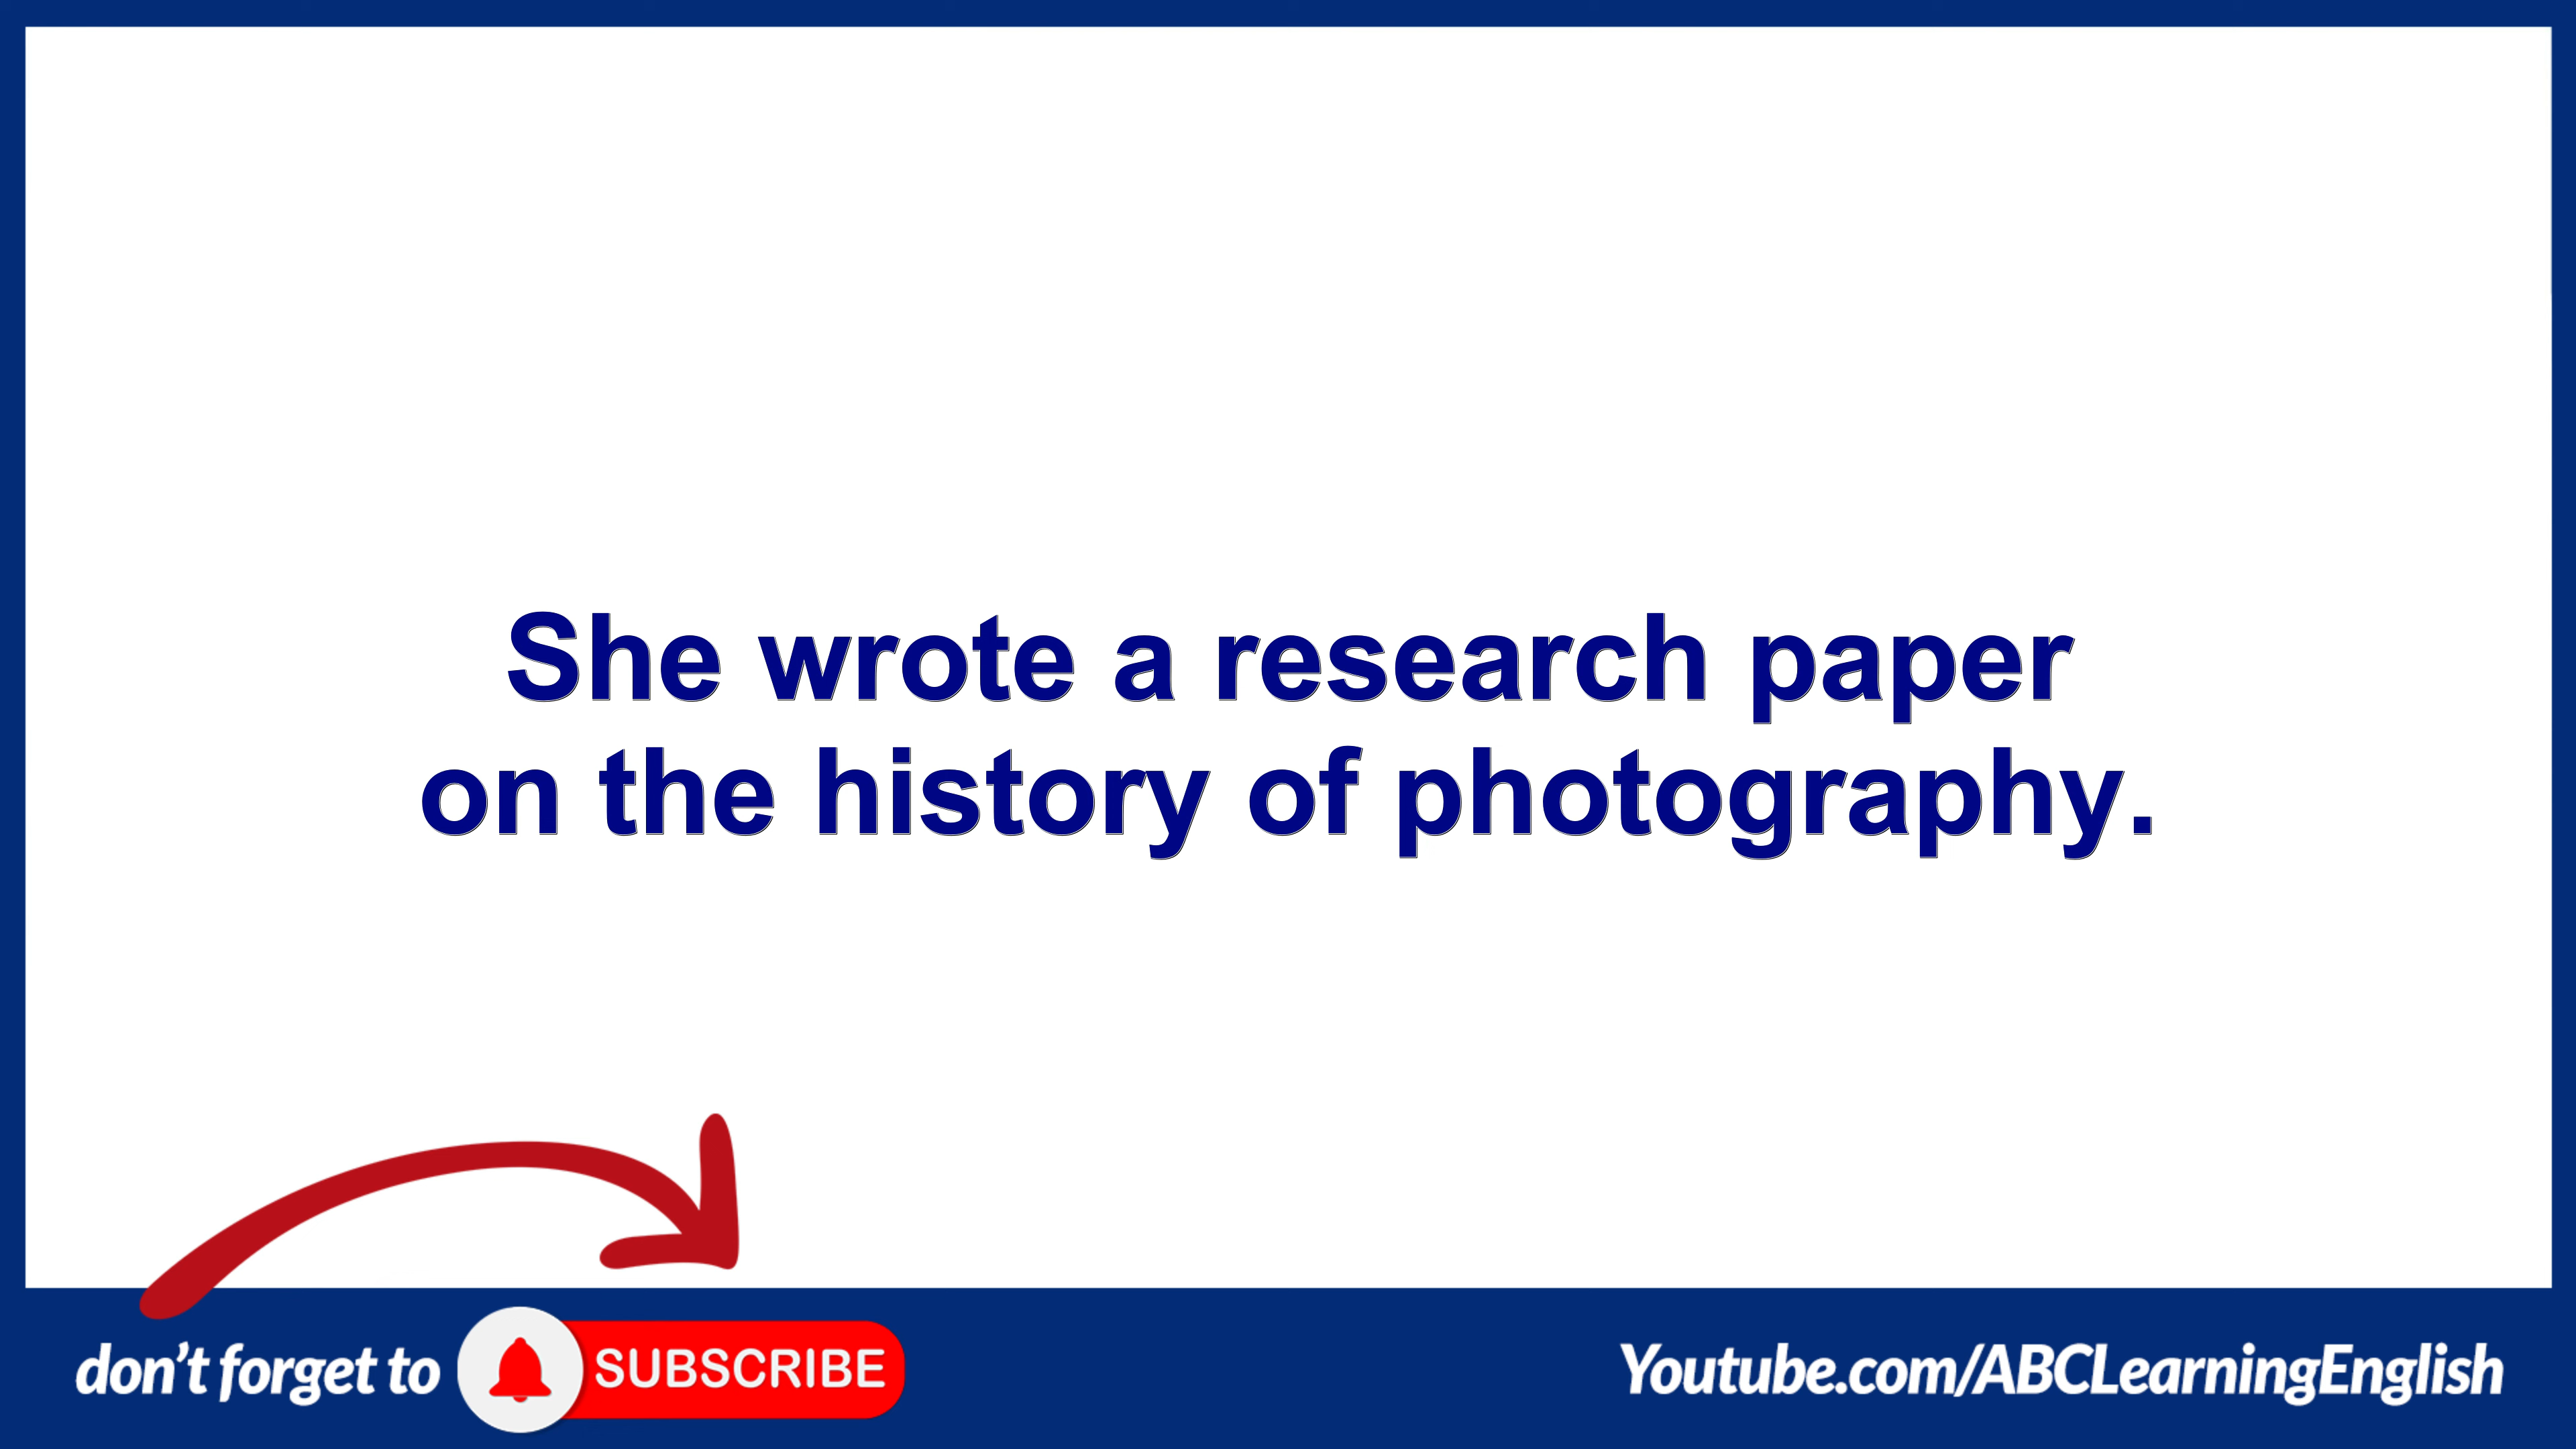 She wrote a research paper
on the history of photography.
don't forget to SUBSCRIBE
Youtube.com/ABCLearningEnglish